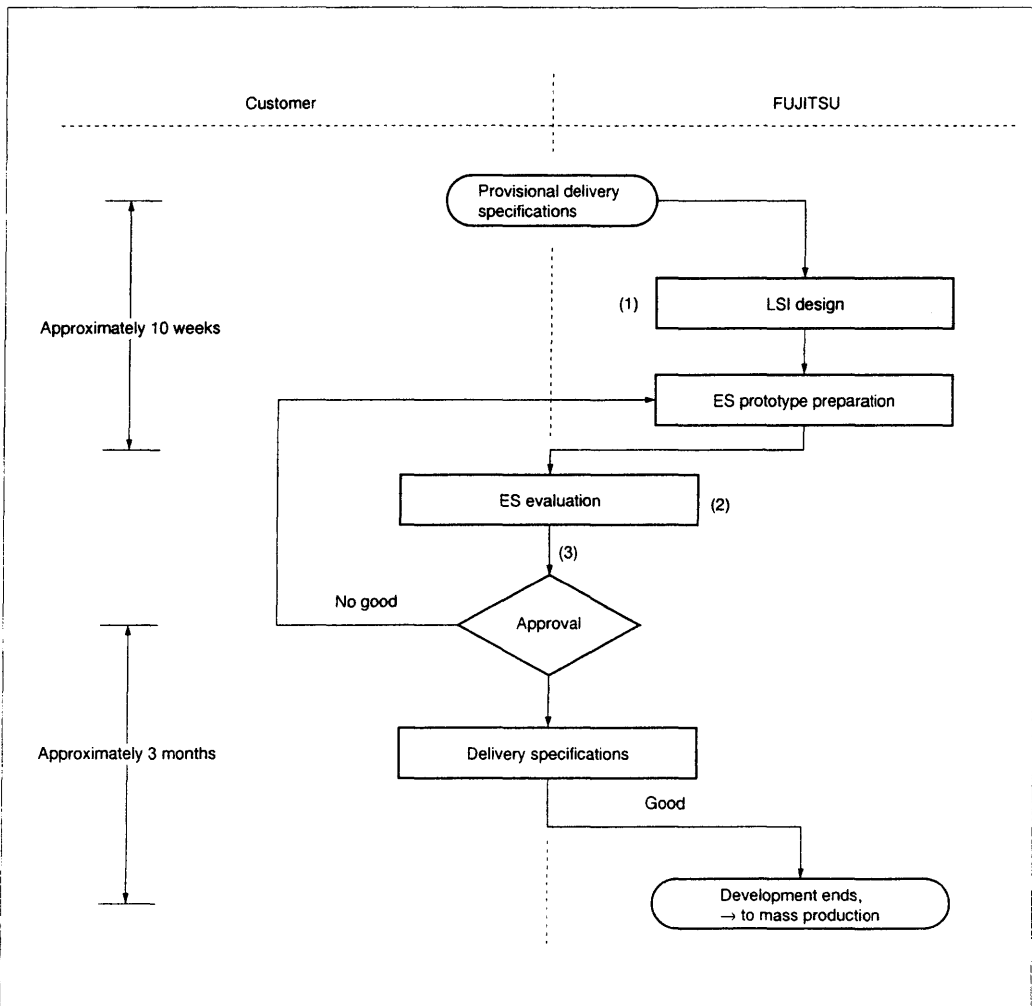 Customer
FUJITSU
Provisional delivery
specifications
(1)
LSI design
Approximately 10 weeks
ES prototype preparation
ES evaluation
(2)
(3)
No good
Approval
Approximately 3 months
Delivery specifications
Good
Development ends,
→ to mass production